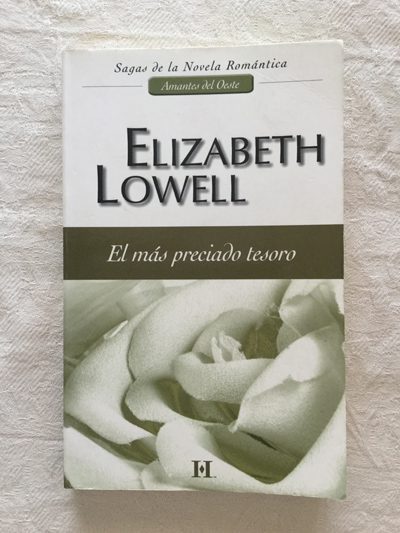 Sagas de la Novela Romántica
Amantes del Oeste
ELIZABETH
LOWELL
El más preciado tesoro
H